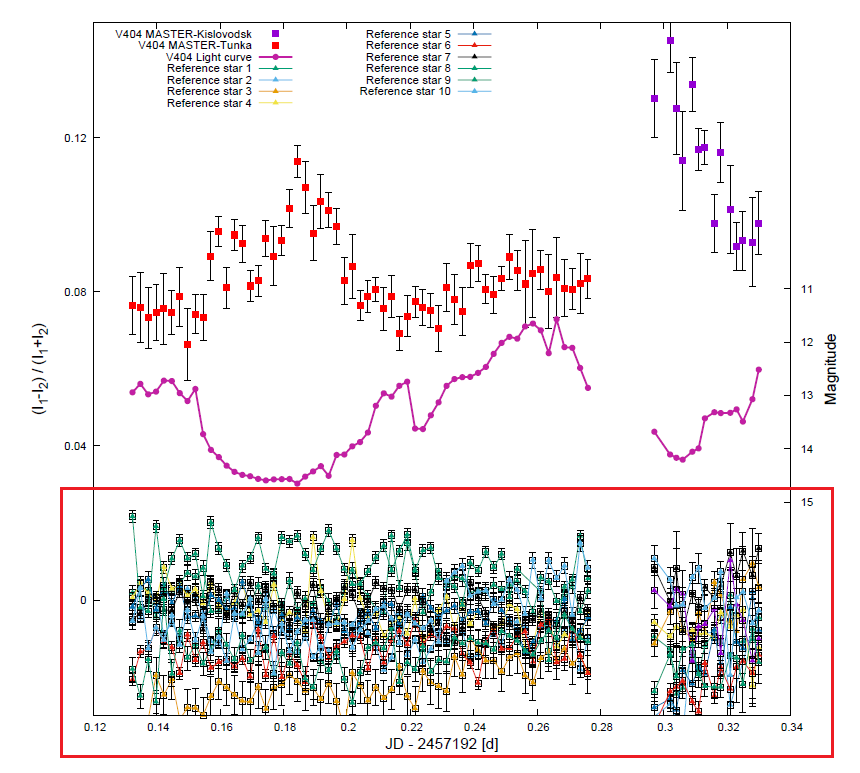 V404 MASTER-Kislovodsk
V404 MASTER-Tunka
V404 Light curve
Reference star 1
Reference star 2
Reference star 3
Reference star 4
Reference star 5
Reference star 6
Reference star 7
Reference star 8
Reference star 9
Reference star 10
0.12
0.08
0.04
0
(I₁-I₂) / (I₁+I₂)
11
12
13
14
15
Magnitude
0.12
0.14
0.16
0.18
0.2
0.22
0.24
0.26
0.28
0.3
0.32
0.34
JD - 2457192 [d]